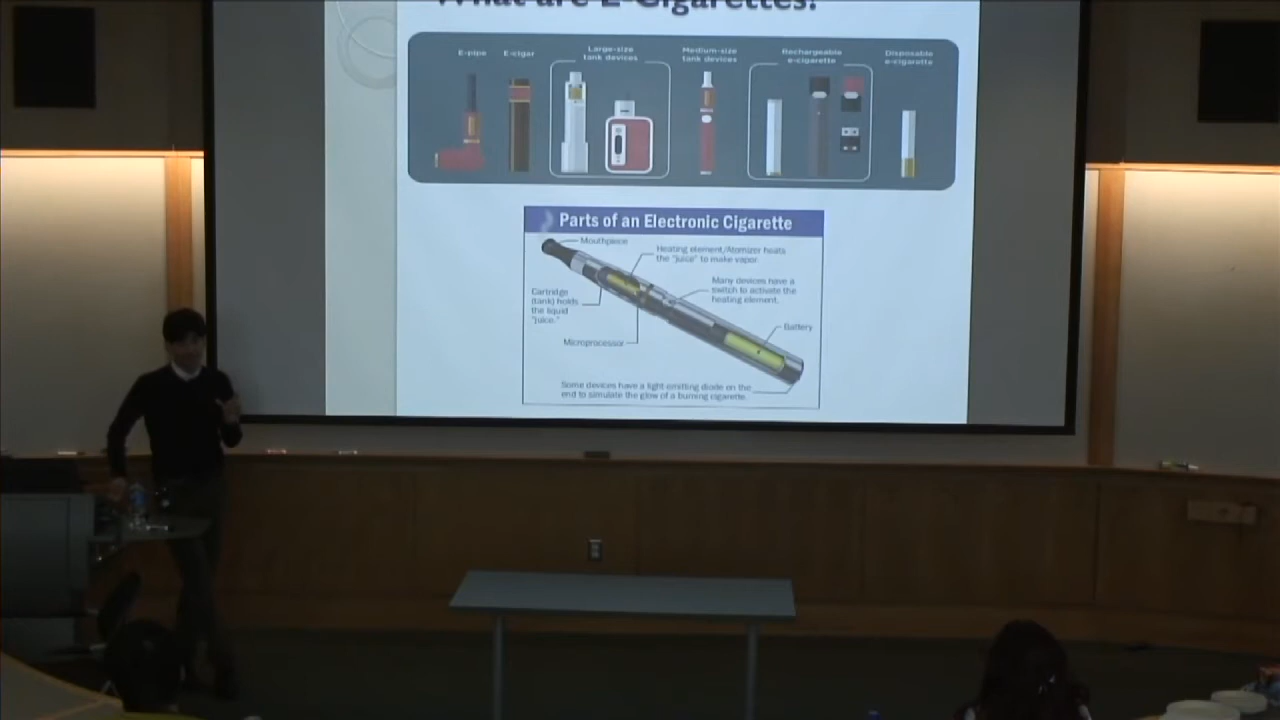 What are E-Cigarettes?
E-pipe
E-cigar
Large-size
tank devices
Medium-size
tank devices
Rechargeable
e-cigarette
Disposable
e-cigarette
Parts of an Electronic Cigarette
Mouthpiece
Heating element/Atomizer heats
the "juice" to make vapor.
Many devices have a
switch to activate the
heating element.
Cartridge
(tank) holds
the liquid
"juice."
Battery
Microprocessor
Some devices have a light-emitting diode on the
end to simulate the glow of a burning cigarette.